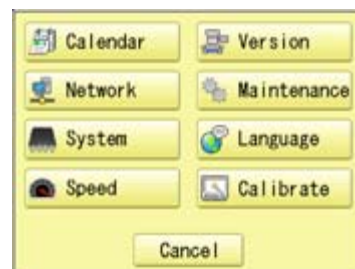 Calendar
Version
Network
Maintenance
System
Language
Speed
Calibrate
Cancel